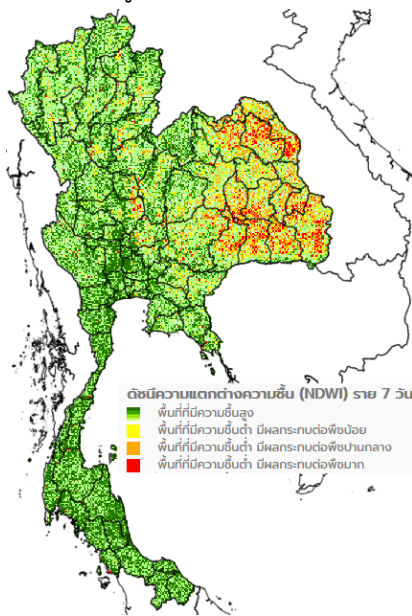 ดัชนีความแตกต่างความชื้น (NDWI) ราย 7 วัน
พื้นที่ที่มีความชื้นสูง
พื้นที่ที่มีความชื้นต่ำ มีผลกระทบต่อพืชน้อย
พื้นที่ที่มีความชื้นต่ำ มีผลกระทบต่อพืชปานกลาง
พื้นที่ที่มีความชื้นต่ำ มีผลกระทบต่อพืชมาก